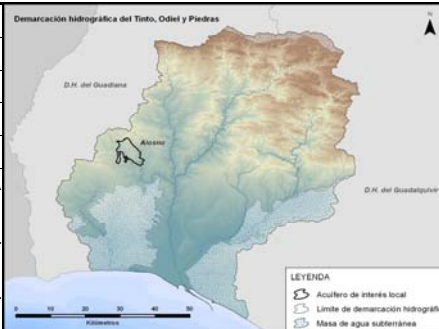 Demarcación hidrográfica del Tinto, Odiel y Piedras
N
D.H. del Guadiana
Alosno
D.H. del Guadalquivir
LEYENDA
Acuífero de interés local
Límite de demarcación hidrográfi
Masa de agua subterránea
0 10 20 30 40 50
Kilómetros